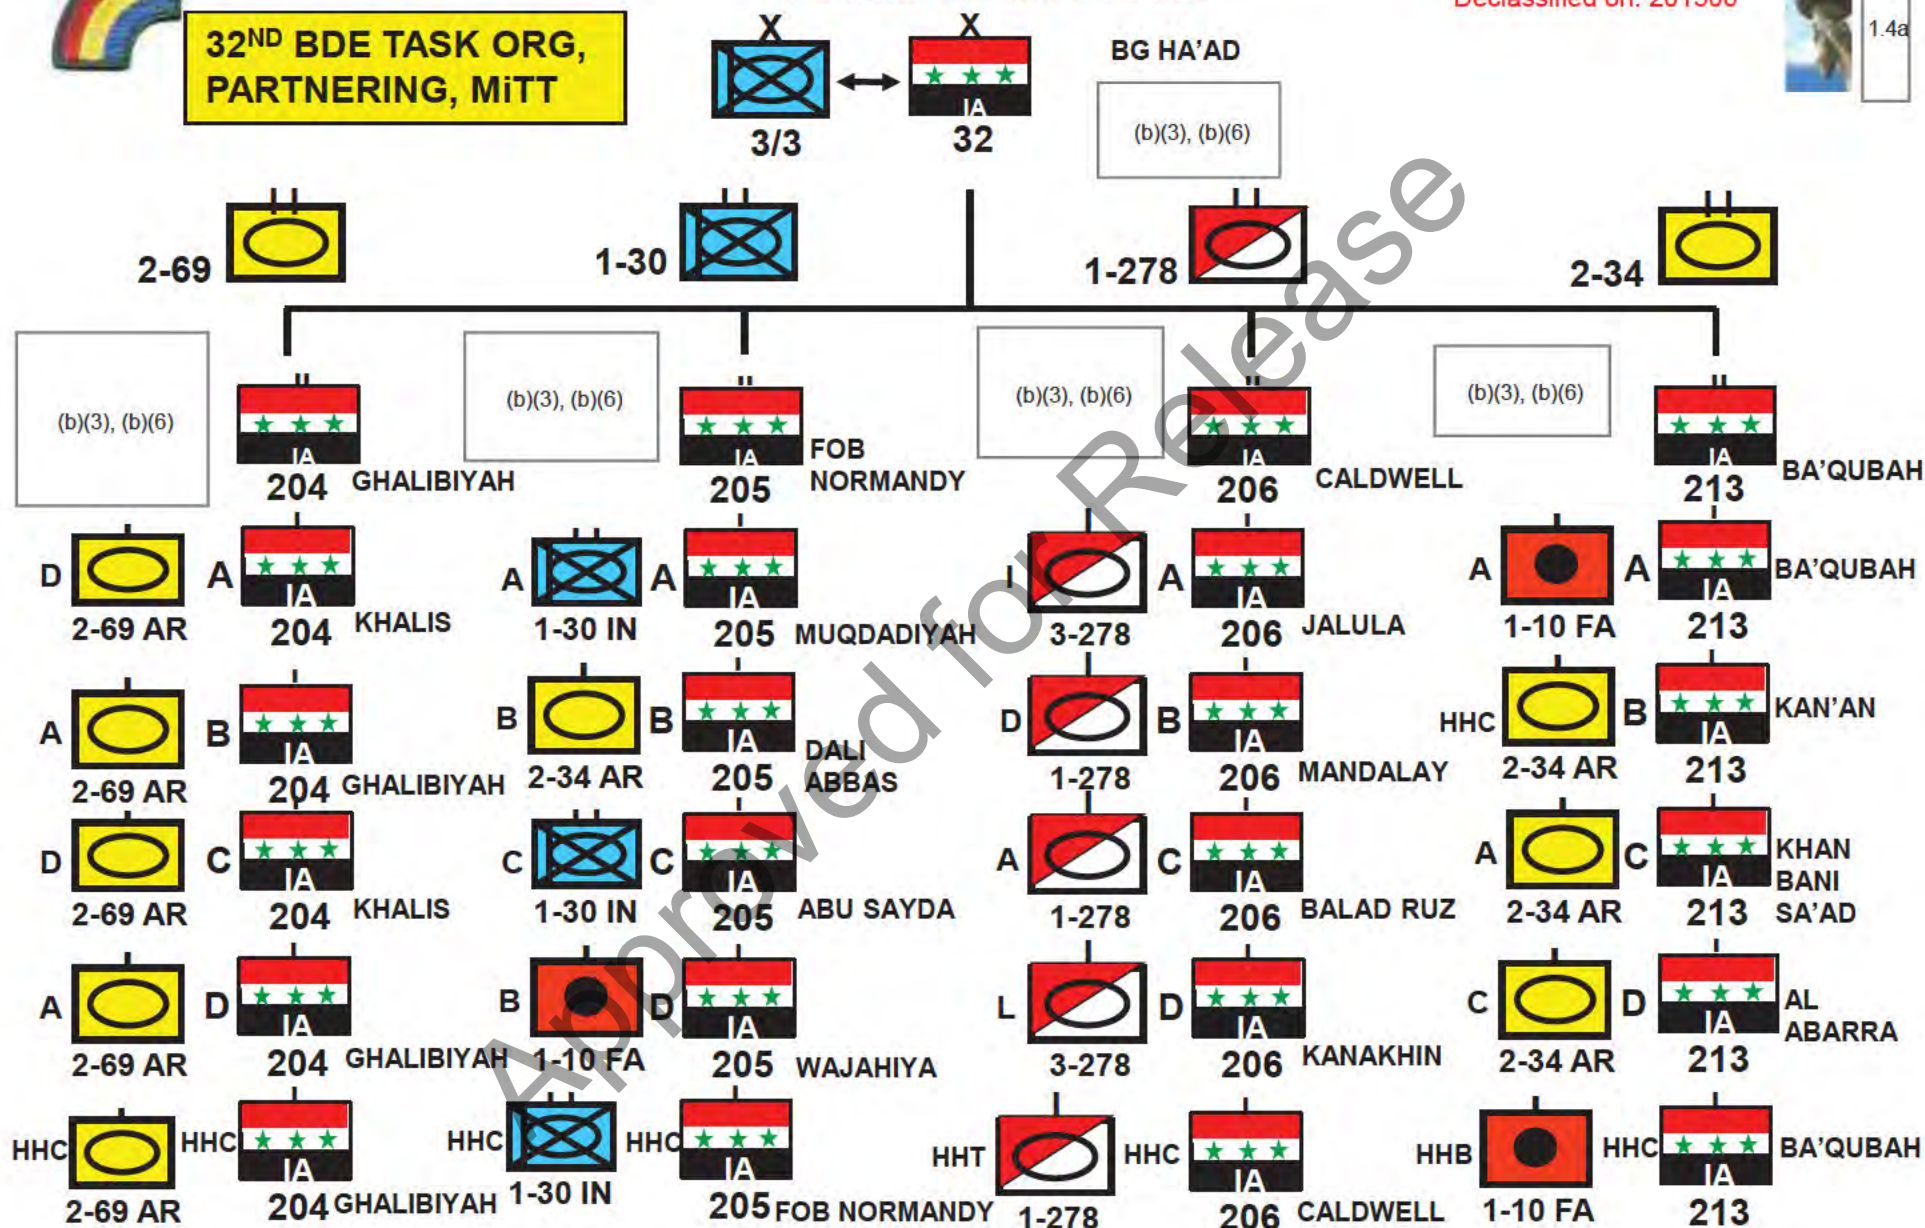 Declassified on: 201506
1.4a
32ND BDE TASK ORG,
PARTNERING, MiTT
X
X
BG HA'AD
IA
3/3
32
(b)(3), (b)(6)
2-69
1-30
1-278
2-34
(b)(3), (b)(6)
(b)(3), (b)(6)
(b)(3), (b)(6)
(b)(3), (b)(6)
IA
204
GHALIBIYAH
IA
205
FOB
NORMANDY
IA
206
CALDWELL
IA
213
BA'QUBAH
D
2-69 AR
A
IA
204
KHALIS
A
1-30 IN
A
IA
205
MUQDADIYAH
I
3-278
A
IA
206
JALULA
A
1-10 FA
A
IA
213
BA'QUBAH
A
2-69 AR
B
IA
204
GHALIBIYAH
B
2-34 AR
B
IA
205
DALI
ABBAS
D
1-278
B
IA
206
MANDALAY
HHC
2-34 AR
B
IA
213
KAN'AN
D
2-69 AR
C
IA
204
KHALIS
C
1-30 IN
C
IA
205
ABU SAYDA
A
1-278
C
IA
206
BALAD RUZ
A
2-34 AR
C
IA
213
KHAN
BANI
SA'AD
A
2-69 AR
D
IA
204
GHALIBIYAH
B
1-10 FA
D
IA
205
WAJAHIYA
L
3-278
D
IA
206
KANAKHIN
C
2-34 AR
D
IA
213
AL
ABARRA
HHC
2-69 AR
HHC
IA
204
GHALIBIYAH
HHC
1-30 IN
HHC
IA
205
FOB NORMANDY
HHT
1-278
HHC
IA
206
CALDWELL
HHB
1-10 FA
HHC
IA
213
BA'QUBAH
Approved for Release